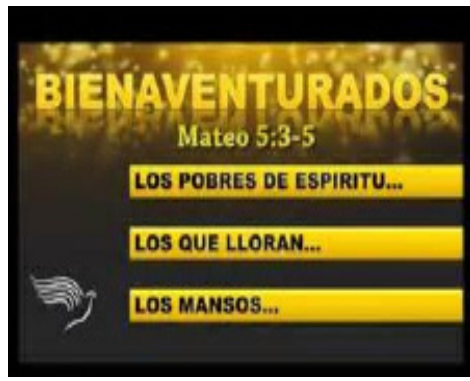 BIENAVENTURADOS
Mateo 5:3-5
LOS POBRES DE ESPIRITU...
LOS QUE LLORAN...
LOS MANSOS...